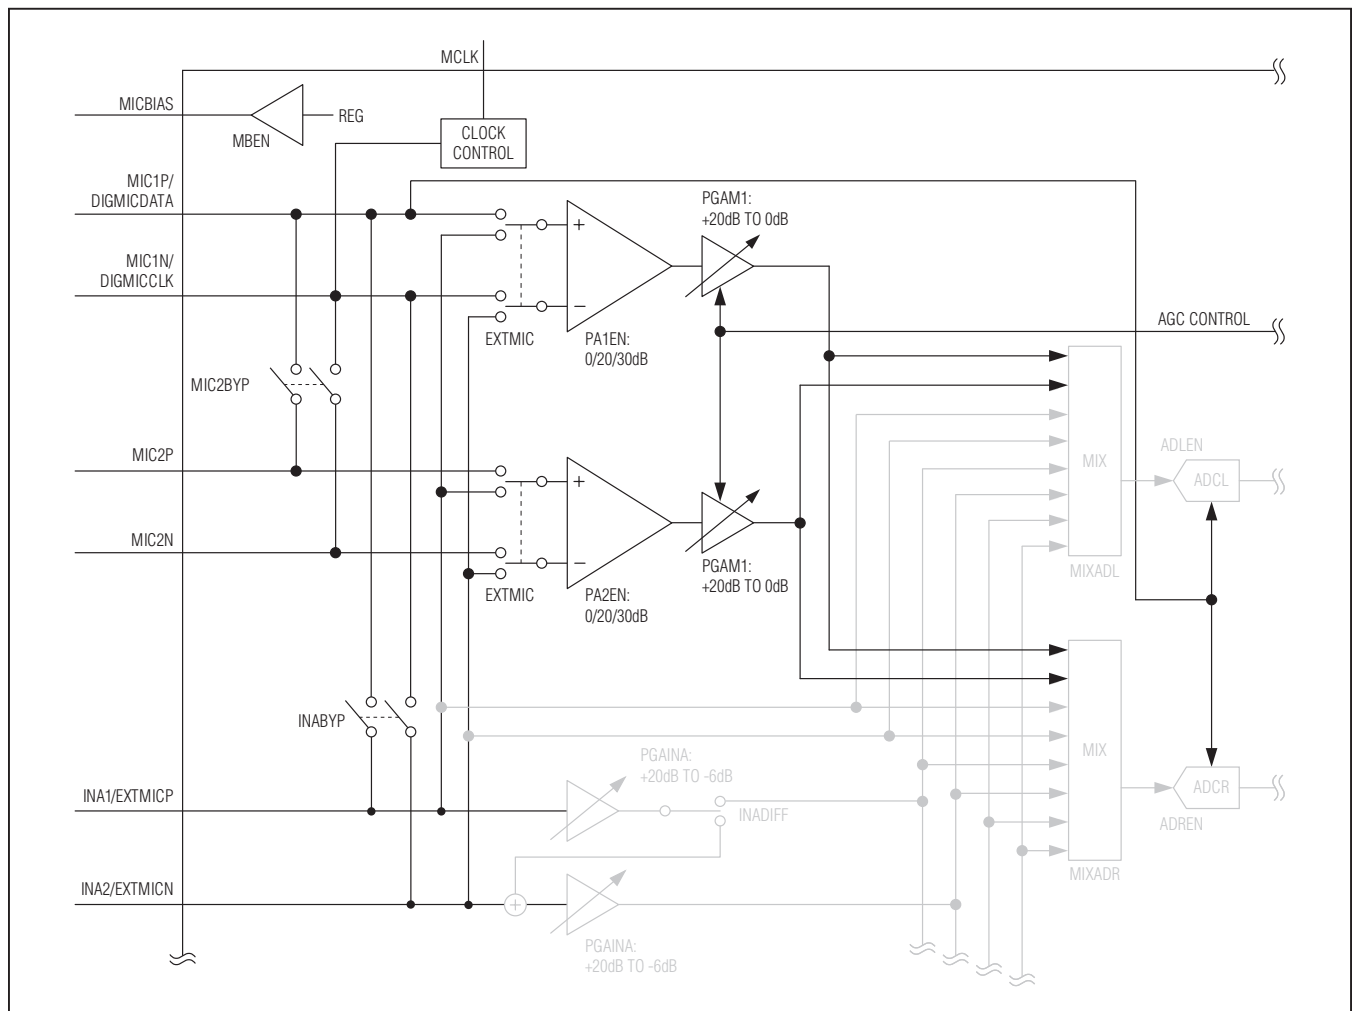 MCLK
MICBIAS
REG
MBEN
CLOCK
CONTROL
MIC1P/
DIGMICDATA
PGAM1:
+20dB TO 0dB
+
MIC1N/
DIGMICCLK
−
EXTMIC
PA1EN:
0/20/30dB
AGC CONTROL
MIC2BYP
MIC2P
+
MIX
ADLEN
ADCL
MIC2N
−
EXTMIC
PA2EN:
0/20/30dB
PGAM1:
+20dB TO 0dB
MIXADL
INABYP
PGAINA:
+20dB TO -6dB
MIX
INA1/EXTMICP
INADIFF
ADCR
ADREN
INA2/EXTMICN
+
MIXADR
PGAINA:
+20dB TO -6dB